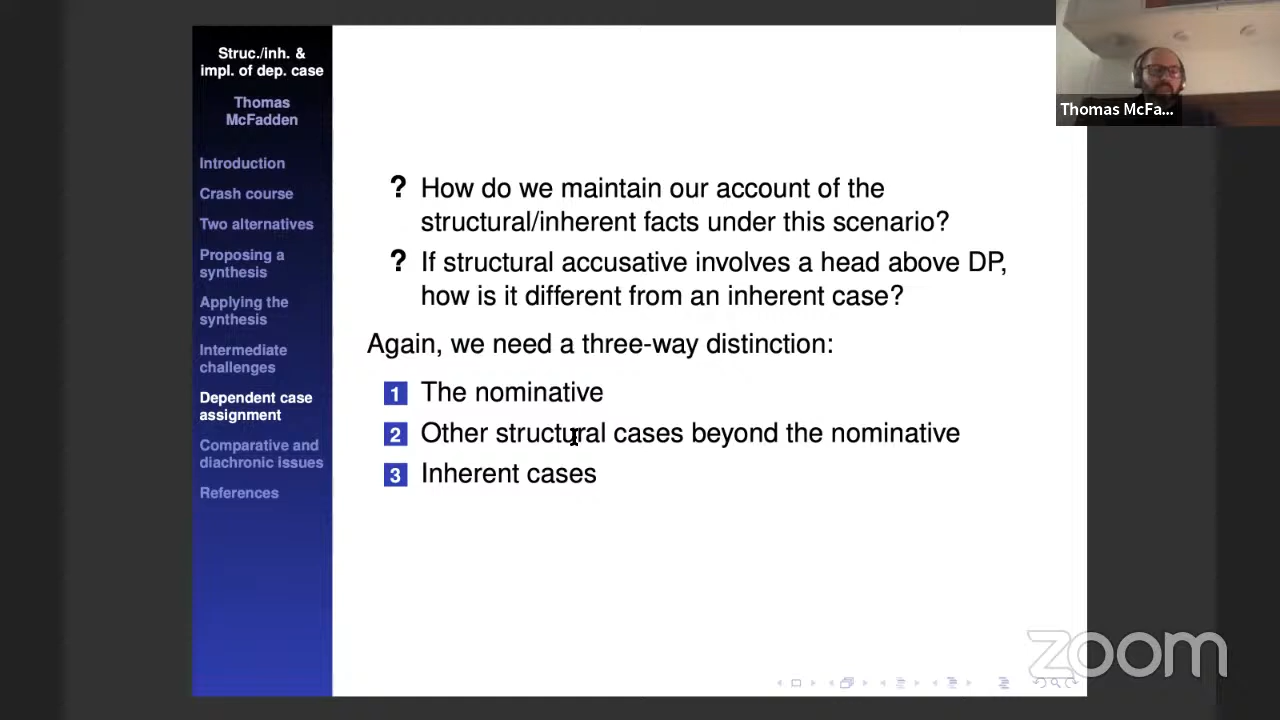 Struc./inh. &
impl. of dep. case
Thomas
McFadden
Introduction
Crash course
Two alternatives
Proposing a
synthesis
Applying the
synthesis
Intermediate
challenges
Dependent case
assignment
Comparative and
diachronic issues
References
? How do we maintain our account of the
structural/inherent facts under this scenario?
? If structural accusative involves a head above DP,
how is it different from an inherent case?
Again, we need a three-way distinction:
1 The nominative
2 Other structural cases beyond the nominative
3 Inherent cases
Thomas McFa...
zoom